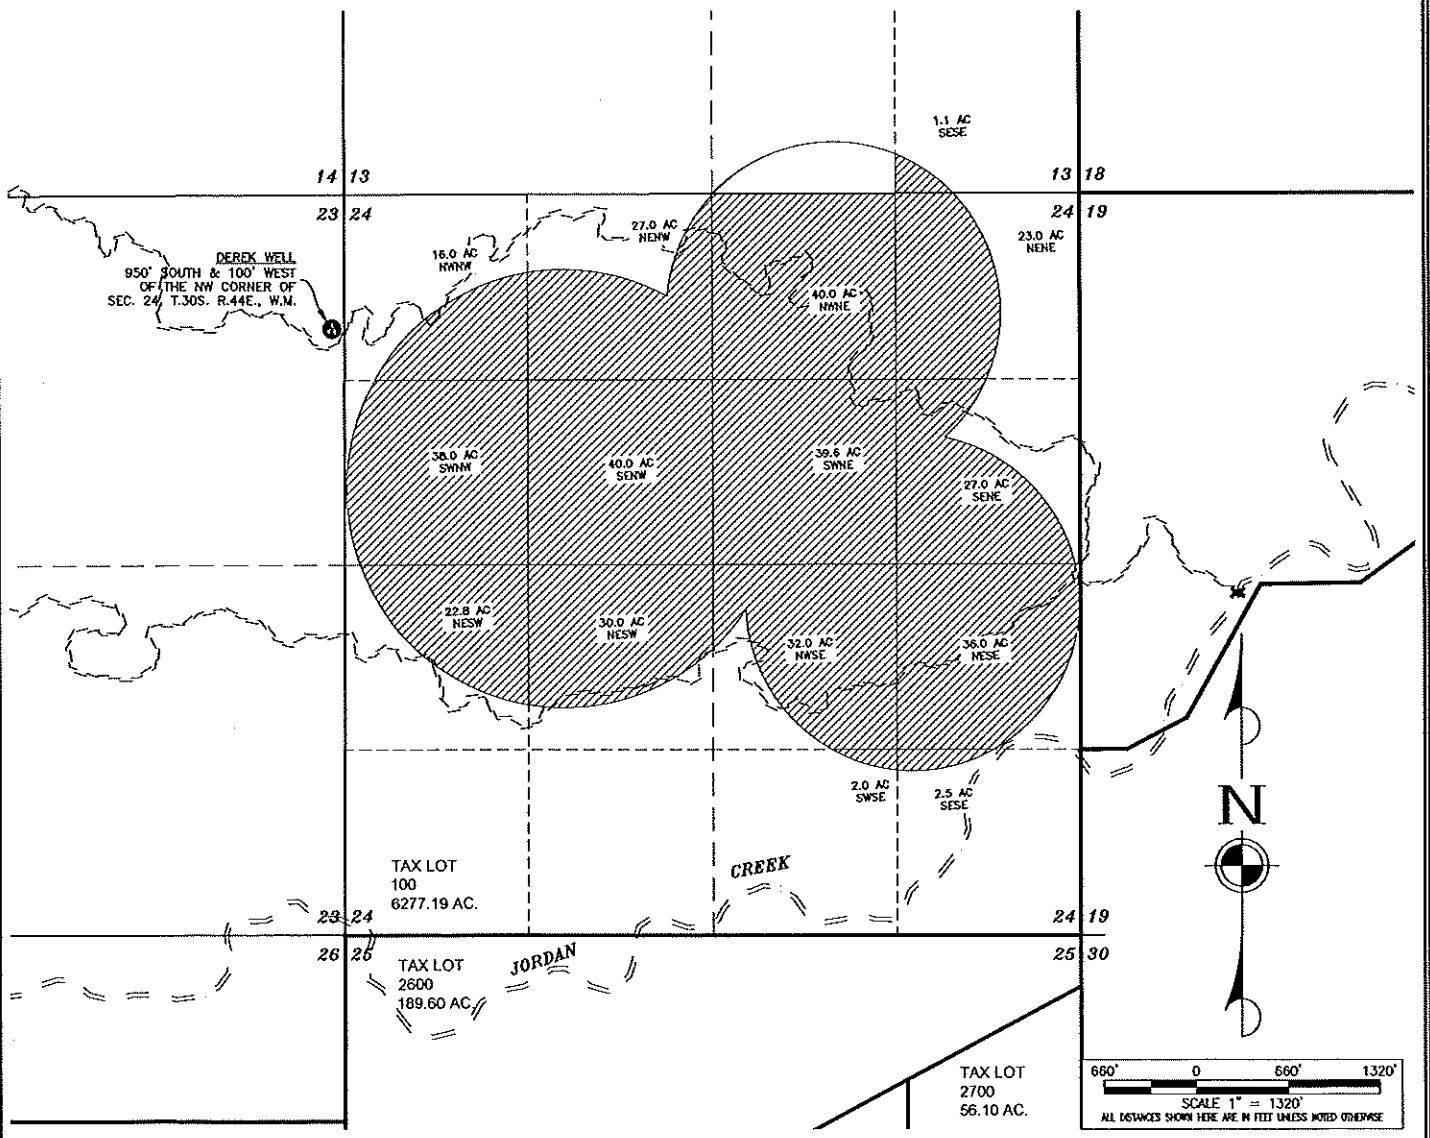 1.1 AC
SESE
14 13
13 18
23 24
24 19
DEREK WELL
950' SOUTH & 100' WEST
OF THE NW CORNER OF
SEC. 24, T.30S. R.44E., W.M.
16.0 AC
NWNW
27.0 AC
NENW
23.0 AC
NENE
40.0 AC
NWNE
38.0 AC
SWNW
40.0 AC
SENW
39.6 AC
SWNE
27.0 AC
SENE
22.8 AC
NESW
30.0 AC
NESW
32.0 AC
NWSE
36.0 AC
NESE
2.0 AC
SWSE
2.5 AC
SESE
N
TAX LOT
100
6277.19 AC.
CREEK
23 24
24 19
26 25
25 30
JORDAN
TAX LOT
2600
189.60 AC.
TAX LOT
2700
56.10 AC.
660' 0 660' 1320'
SCALE 1" = 1320'
ALL DISTANCES SHOWN HERE ARE IN FEET UNLESS NOTED OTHERWISE